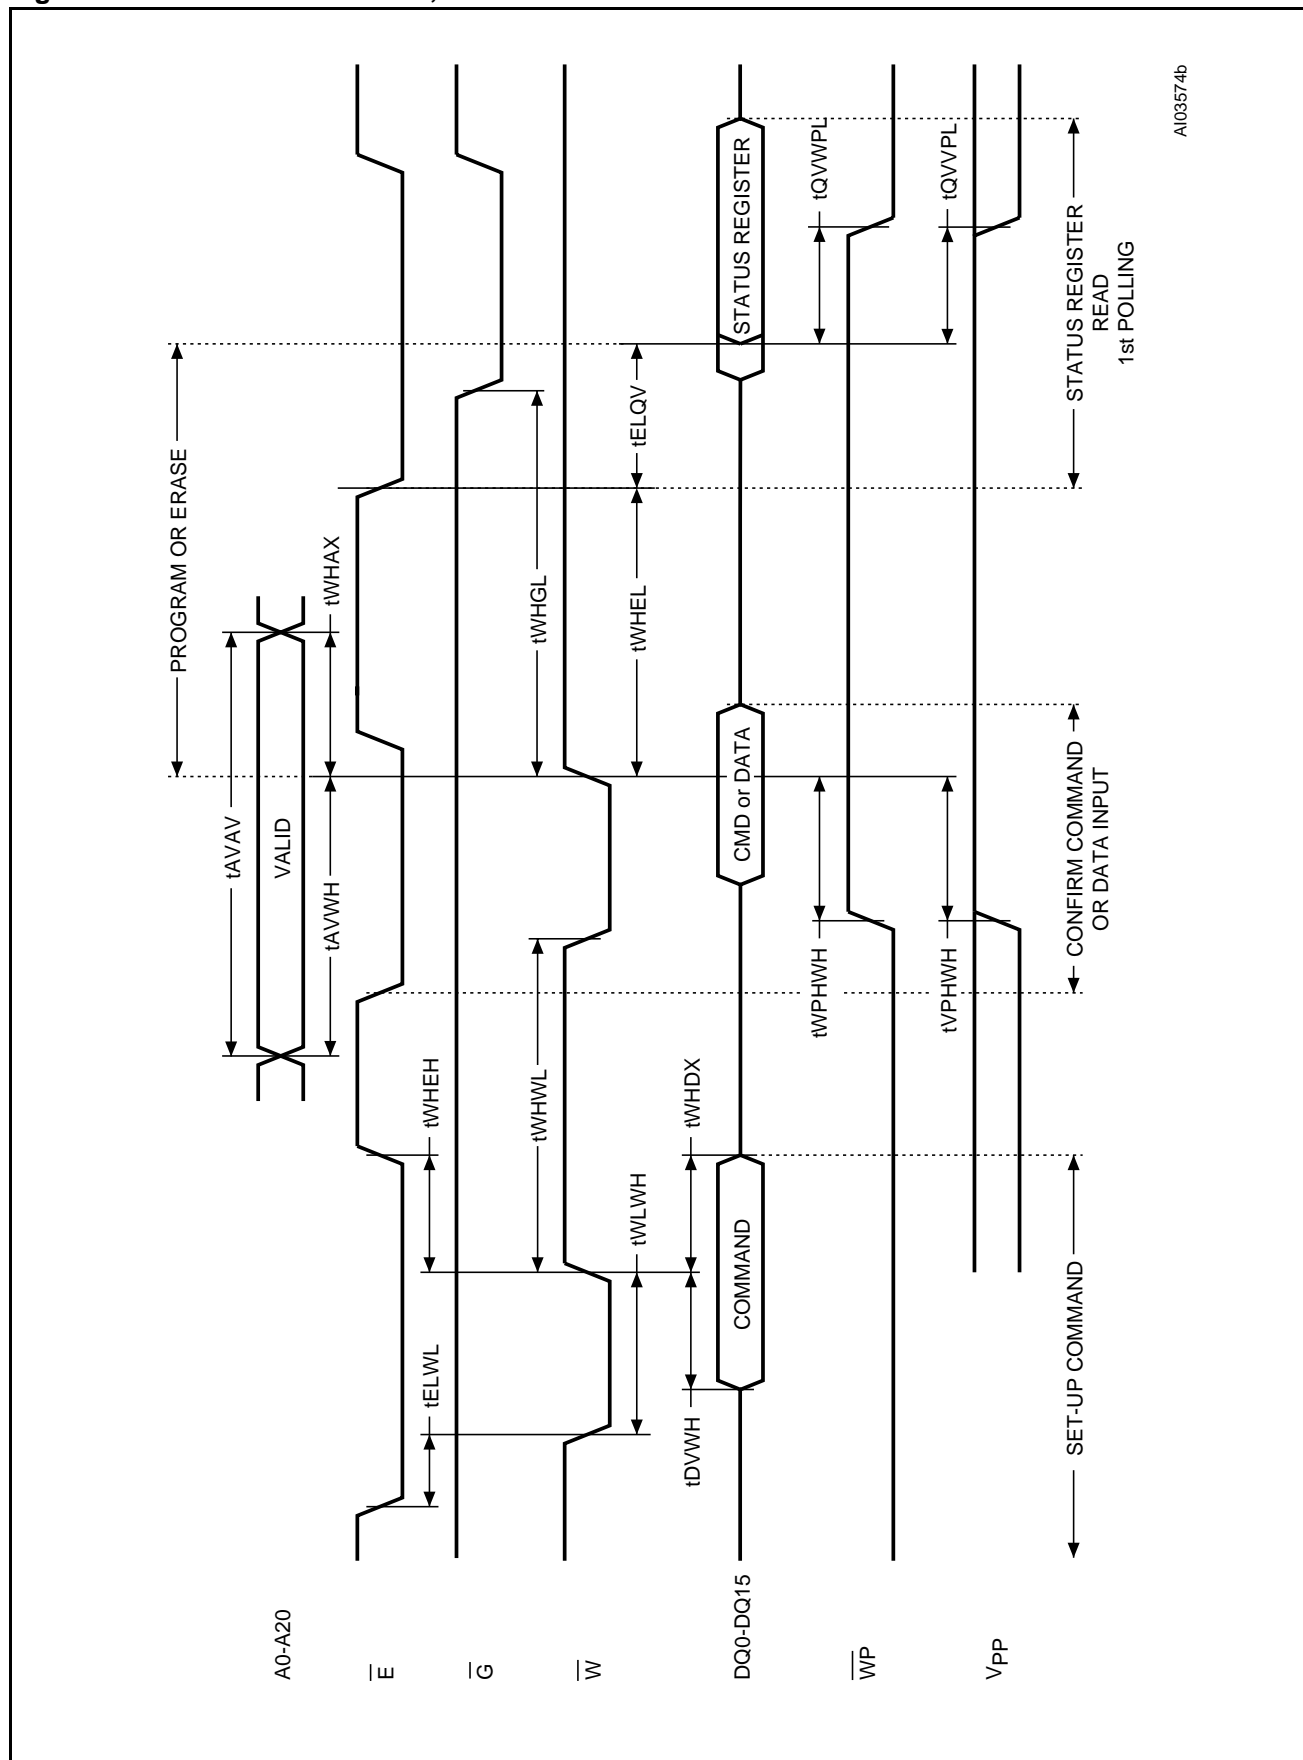 A0-A20
VALID
tAVAV
tAVWH
tWHAX
PROGRAM OR ERASE
E
tELWL
tWHEH
G
tWHWL
tWHGL
W
tWLWH
tWHEL
tELQV
DQ0-DQ15
tDVWH
tWHDX
COMMAND
CMD or DATA
STATUS REGISTER
WP
tWPHWH
tQVWPL
VPP
tVPHWH
tQVVPL
SET-UP COMMAND
CONFIRM COMMAND
OR DATA INPUT
STATUS REGISTER
READ
1st POLLING
AI03574b